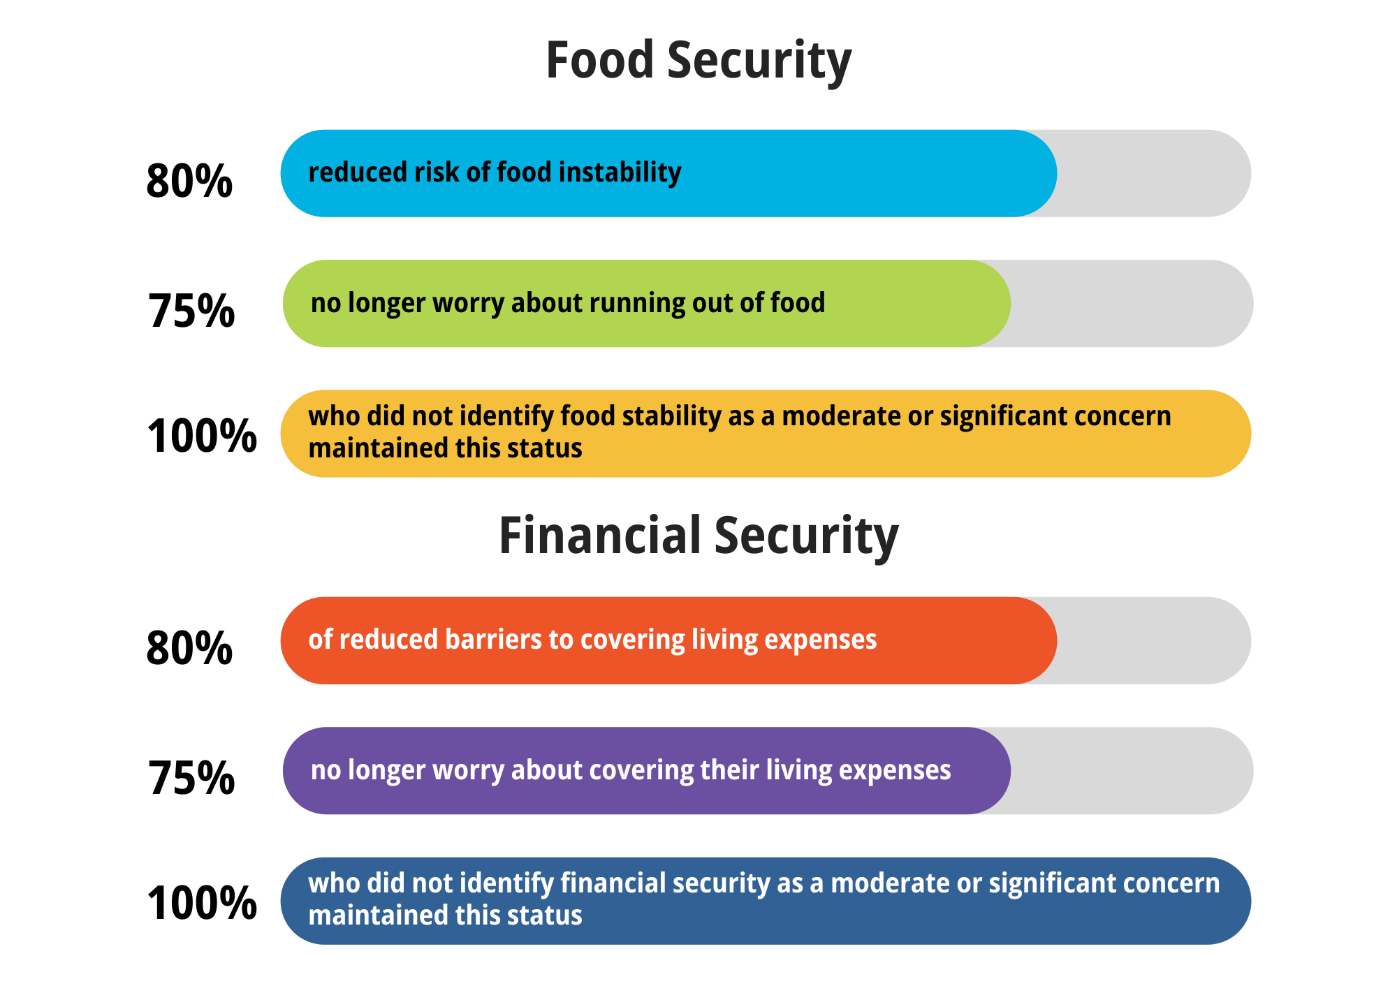 Food Security
80%
reduced risk of food instability
75%
no longer worry about running out of food
100%
who did not identify food stability as a moderate or significant concern
maintained this status
Financial Security
80%
of reduced barriers to covering living expenses
75%
no longer worry about covering their living expenses
100%
who did not identify financial security as a moderate or significant concern
maintained this status